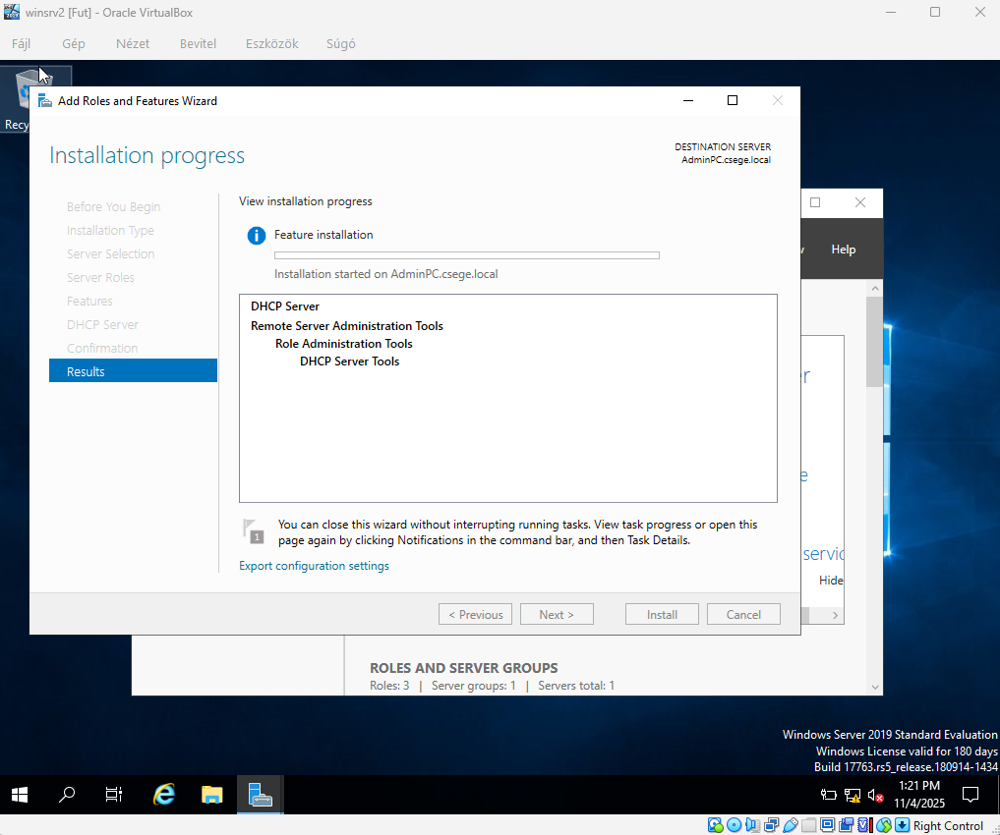 winsrv2 [Fut] - Oracle VirtualBox
Fájl Gép Nézet Bevitel Eszközök Súgó
Add Roles and Features Wizard
Installation progress
DESTINATION SERVER
AdminPC.csege.local
Before You Begin
Installation Type
Server Selection
Server Roles
Features
DHCP Server
Confirmation
Results
View installation progress
Feature installation
Installation started on AdminPC.csege.local
DHCP Server
Remote Server Administration Tools
Role Administration Tools
DHCP Server Tools
1
You can close this wizard without interrupting running tasks. View task progress or open this
page again by clicking Notifications in the command bar, and then Task Details.
Export configuration settings
< Previous Next > Install Cancel
Help
Hide
ROLES AND SERVER GROUPS
Roles: 3 | Server groups: 1 | Servers total: 1
Windows Server 2019 Standard Evaluation
Windows License valid for 180 days
Build 17763.rs5_release.180914-1434
1:21 PM
11/4/2025
Right Control